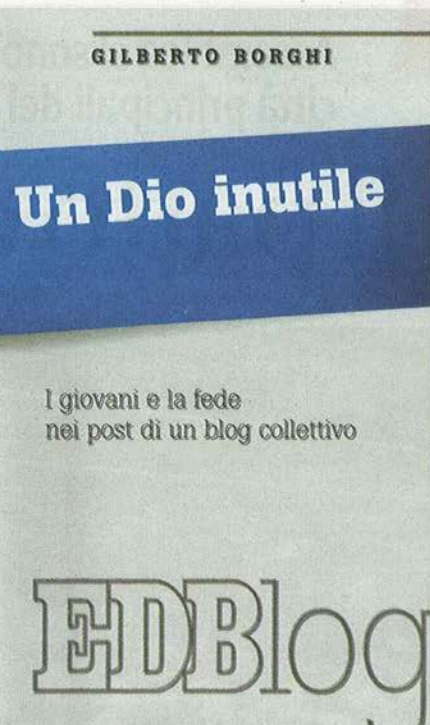 GILBERTO BORGHI
Un Dio inutile
I giovani e la fede
nei post di un blog collettivo
EDBlog